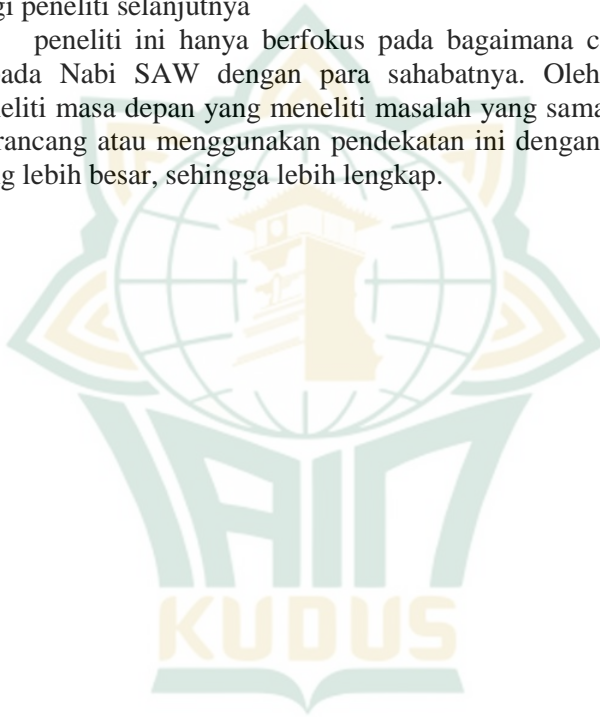 gi peneliti selanjutnya
peneliti ini hanya berfokus pada bagaimana c
ada Nabi SAW dengan para sahabatnya. Oleh
eliti masa depan yang meneliti masalah yang sama
rancang atau menggunakan pendekatan ini dengan
g lebih besar, sehingga lebih lengkap.
IAIN
KUDUS